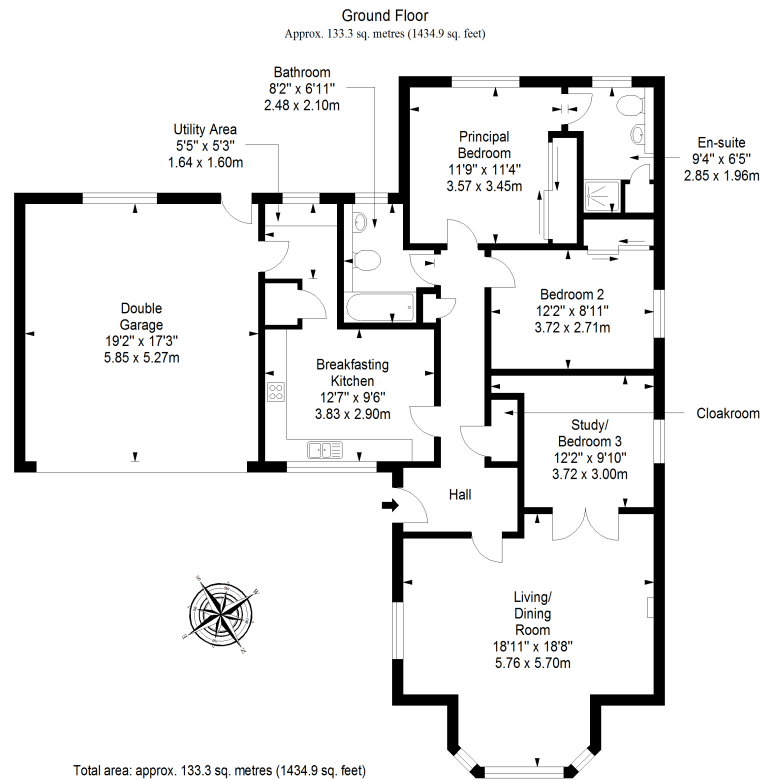 Ground Floor
Approx. 133.3 sq. metres (1434.9 sq. feet)
Bathroom
8'2" x 6'11"
2.48 x 2.10m
Utility Area
5'5" x 5'3"
1.64 x 1.60m
Principal
Bedroom
11'9" x 11'4"
3.57 x 3.45m
En-suite
9'4" x 6'5"
2.85 x 1.96m
Double
Garage
19'2" x 17'3"
5.85 x 5.27m
Bedroom 2
12'2" x 8'11"
3.72 x 2.71m
Breakfasting
Kitchen
12'7" x 9'6"
3.83 x 2.90m
Cloakroom
Study/
Bedroom 3
12'2" x 9'10"
3.72 x 3.00m
Hall
Living/
Dining
Room
18'11" x 18'8"
5.76 x 5.70m
S
W
E
N
Total area: approx. 133.3 sq. metres (1434.9 sq. feet)